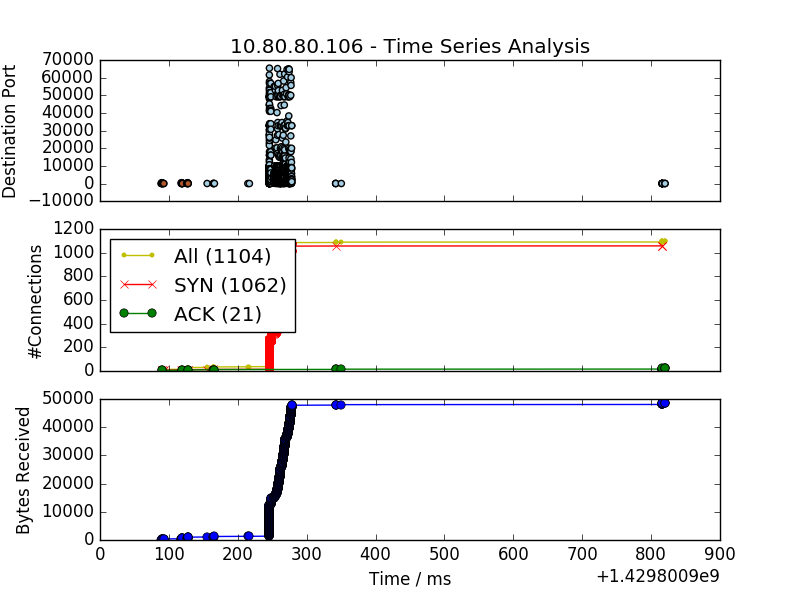 10.80.80.106 - Time Series Analysis
Destination Port
70000
60000
50000
40000
30000
20000
10000
0
−10000
#Connections
1200
1000
800
600
400
200
0
All (1104)
SYN (1062)
ACK (21)
Bytes Received
50000
40000
30000
20000
10000
0
0 100 200 300 400 500 600 700 800 900
Time / ms
+1.4298009e9